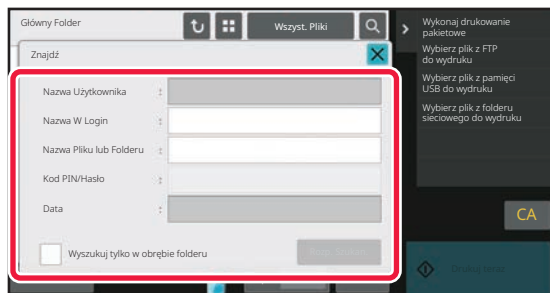 Główny Folder
Wszyst. Pliki
Znajdź
Nazwa Użytkownika :
Nazwa W Login :
Nazwa Pliku lub Folderu :
Kod PIN/Hasło :
Data :
Wyszukuj tylko w obrębie folderu
Wykonaj drukowanie
pakietowe
Wybierz plik z FTP
do wydruku
Wybierz plik z pamięci
USB do wydruku
Wybierz plik z folderu
sieciowego do wydruku
CA
Drukuj teraz